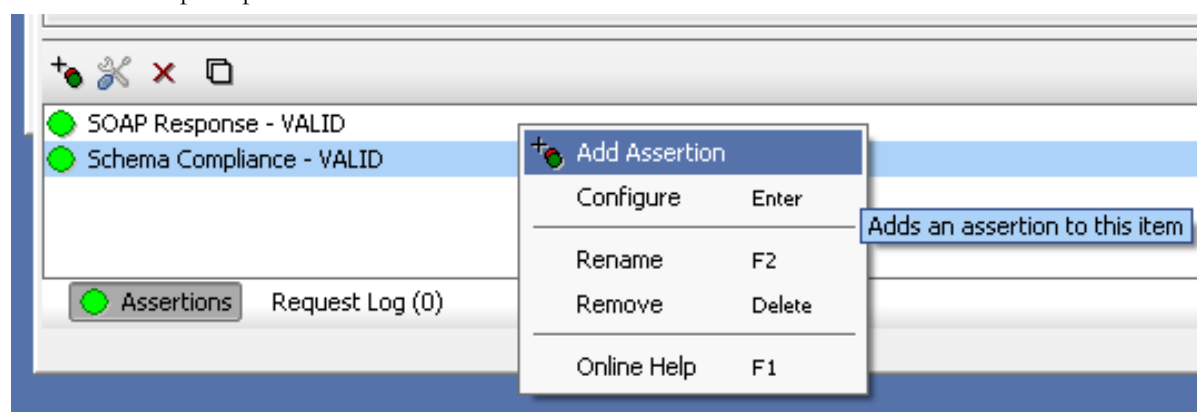 SOAP Response - VALID
Schema Compliance - VALID
Add Assertion
Configure Enter
Adds an assertion to this item
Rename F2
Remove Delete
Online Help F1
Assertions Request Log (0)